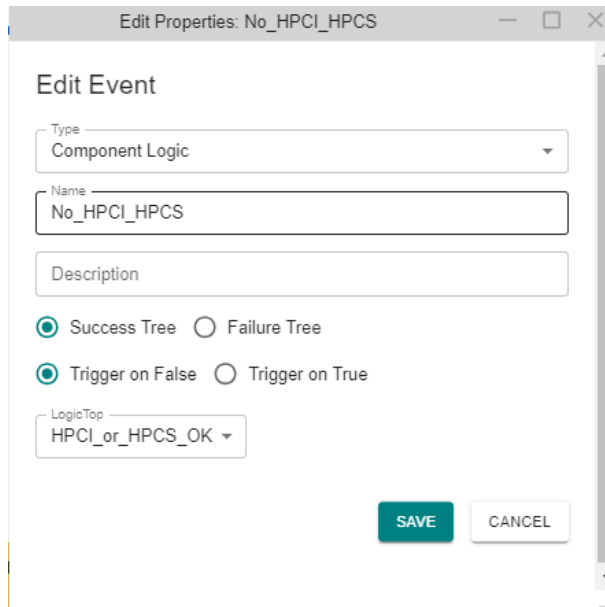 Edit Properties: No_HPCI_HPCS
Edit Event
Type
Component Logic
Name
No_HPCI_HPCS
Description
Success Tree Failure Tree
Trigger on False Trigger on True
LogicTop
HPCI_or_HPCS_OK
SAVE CANCEL